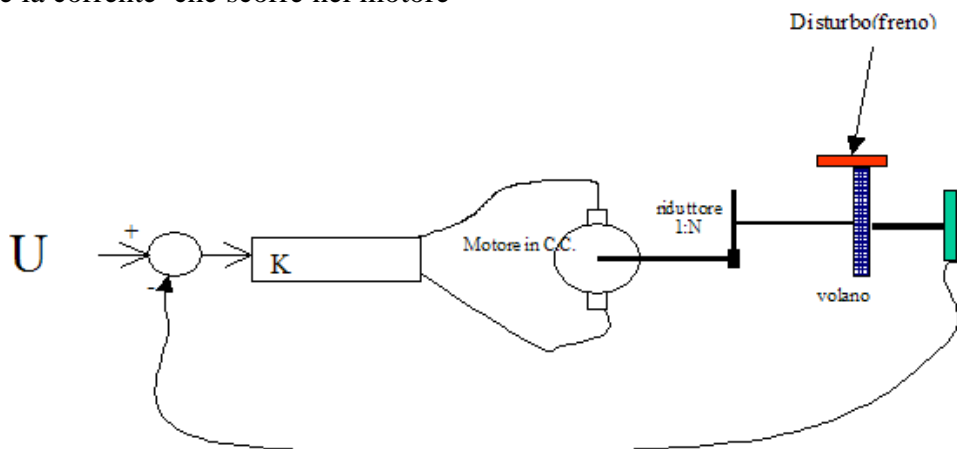 e la corrente che scorre nel motore
Disturbo(freno)
riduttore
1:N
+
U
Motore in C.C.
K
-
volano